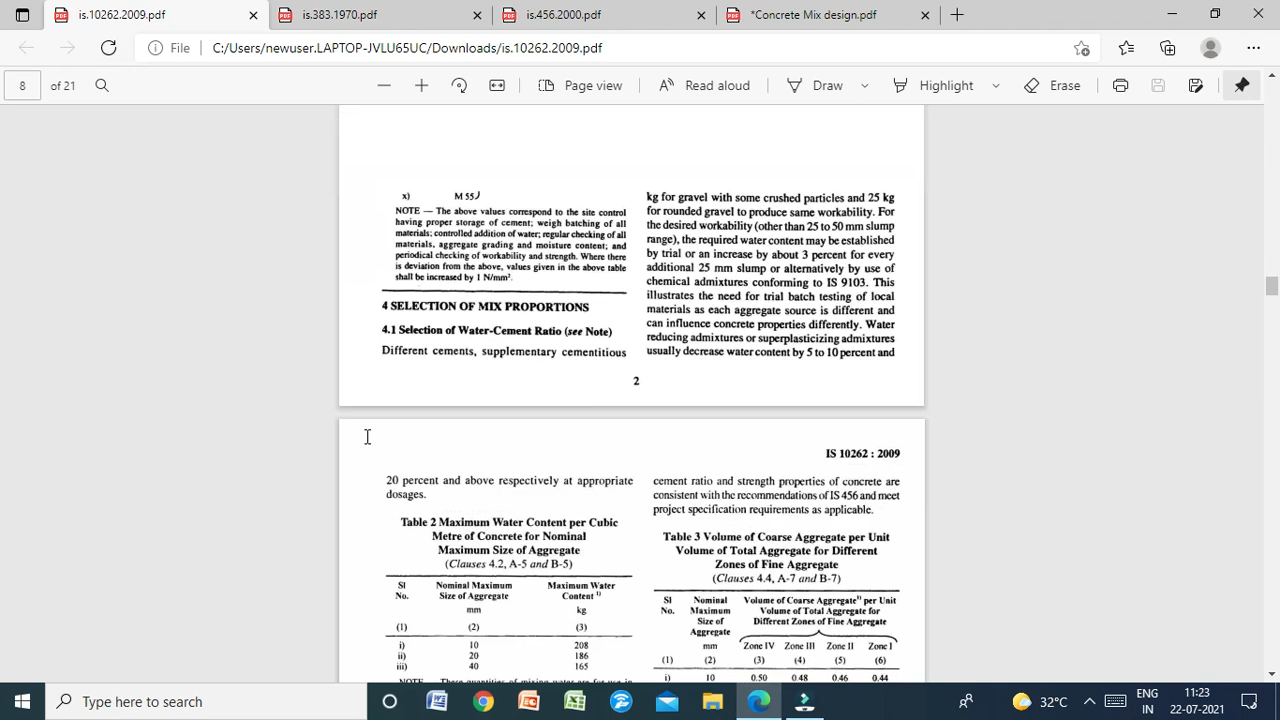 is.10262.2009.pdf
is.383.1970.pdf
is.456.2000.pdf
*Concrete Mix design.pdf
File
C:/Users/newuser.LAPTOP-JVLU65UC/Downloads/is.10262.2009.pdf
8 of 21
Page view
Read aloud
Draw
Highlight
Erase
x) M 55
NOTE — The above values correspond to the site control
having proper storage of cement; weigh batching of all
materials; controlled addition of water; regular checking of all
materials, aggregate grading and moisture content; and
periodical checking of workability and strength. Where there
is deviation from the above, values given in the above table
shall be increased by 1 N/mm².
4 SELECTION OF MIX PROPORTIONS
4.1 Selection of Water-Cement Ratio (see Note)
Different cements, supplementary cementitious
kg for gravel with some crushed particles and 25 kg
for rounded gravel to produce same workability. For
the desired workability (other than 25 to 50 mm slump
range), the required water content may be established
by trial or an increase by about 3 percent for every
additional 25 mm slump or alternatively by use of
chemical admixtures conforming to IS 9103. This
illustrates the need for trial batch testing of local
materials as each aggregate source is different and
can influence concrete properties differently. Water
reducing admixtures or superplasticizing admixtures
usually decrease water content by 5 to 10 percent and
2
IS 10262 : 2009
20 percent and above respectively at appropriate
dosages.
Table 2 Maximum Water Content per Cubic
Metre of Concrete for Nominal
Maximum Size of Aggregate
(Clauses 4.2, A-5 and B-5)
Sl Nominal Maximum Maximum Water
No. Size of Aggregate Content ¹⁾
mm kg
(1) (2) (3)
i) 10 208
ii) 20 186
iii) 40 165
NOTE — These quantities of mixing water are for use in
cement ratio and strength properties of concrete are
consistent with the recommendations of IS 456 and meet
project specification requirements as applicable.
Table 3 Volume of Coarse Aggregate per Unit
Volume of Total Aggregate for Different
Zones of Fine Aggregate
(Clauses 4.4, A-7 and B-7)
Sl Nominal Volume of Coarse Aggregate¹⁾ per Unit
No. Maximum Volume of Total Aggregate for
Size of Different Zones of Fine Aggregate
Aggregate
mm Zone IV Zone III Zone II Zone I
(1) (2) (3) (4) (5) (6)
i) 10 0.50 0.48 0.46 0.44
Type here to search
32°C
ENG
IN
11:23
22-07-2021